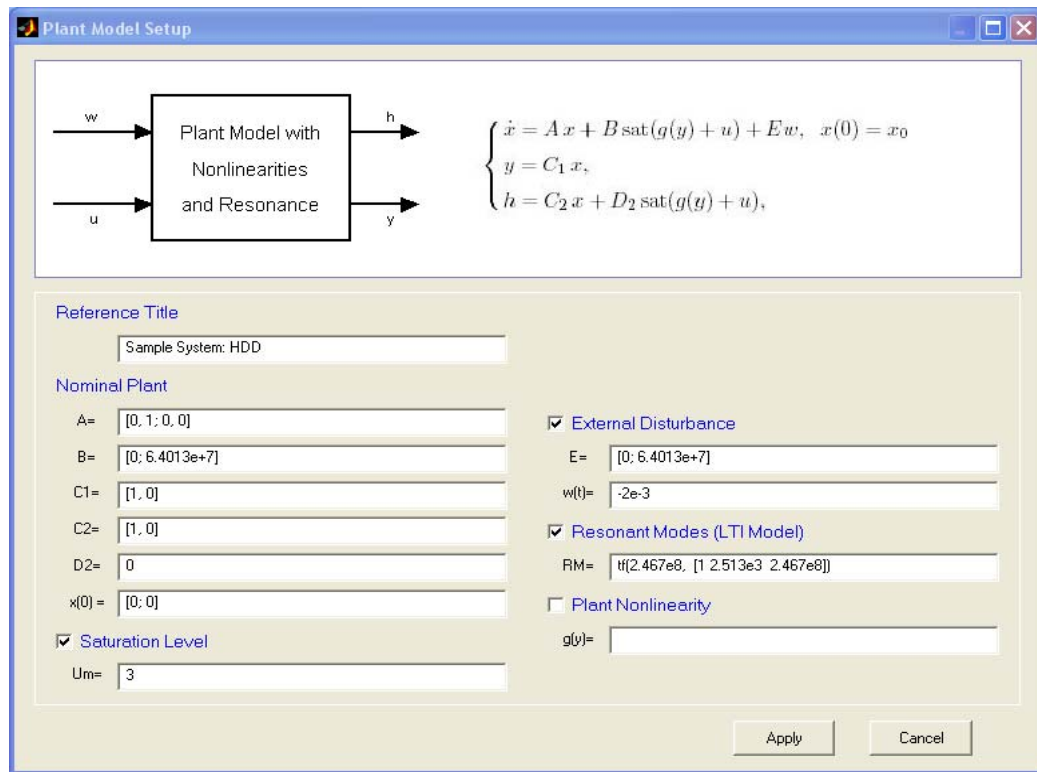 Plant Model Setup
w
u
Plant Model with
Nonlinearities
and Resonance
h
y
ẋ = A x + B sat(g(y) + u) + E w, x(0) = x₀
y = C₁ x,
h = C₂ x + D₂ sat(g(y) + u),
Reference Title
Sample System: HDD
Nominal Plant
A= [0, 1; 0, 0]
B= [0; 6.4013e+7]
C1= [1, 0]
C2= [1, 0]
D2= 0
x(0) = [0; 0]
Saturation Level
Um= 3
External Disturbance
E= [0; 6.4013e+7]
w(t)= -2e-3
Resonant Modes (LTI Model)
RM= tf(2.467e8, [1 2.513e3 2.467e8])
Plant Nonlinearity
g(y)=
Apply
Cancel